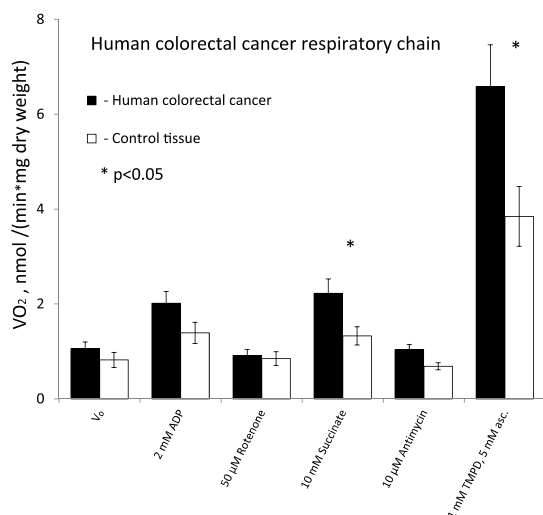 8
Human colorectal cancer respiratory chain
*
- Human colorectal cancer
6
- Control tissue
* p<0.05
VO₂ , nmol /(min*mg dry weight)
4
*
2
0
V₀
2 mM ADP
50 µM Rotenone
10 mM Succinate
10 µM Antimycin
mM TMPD, 5 mM asc.